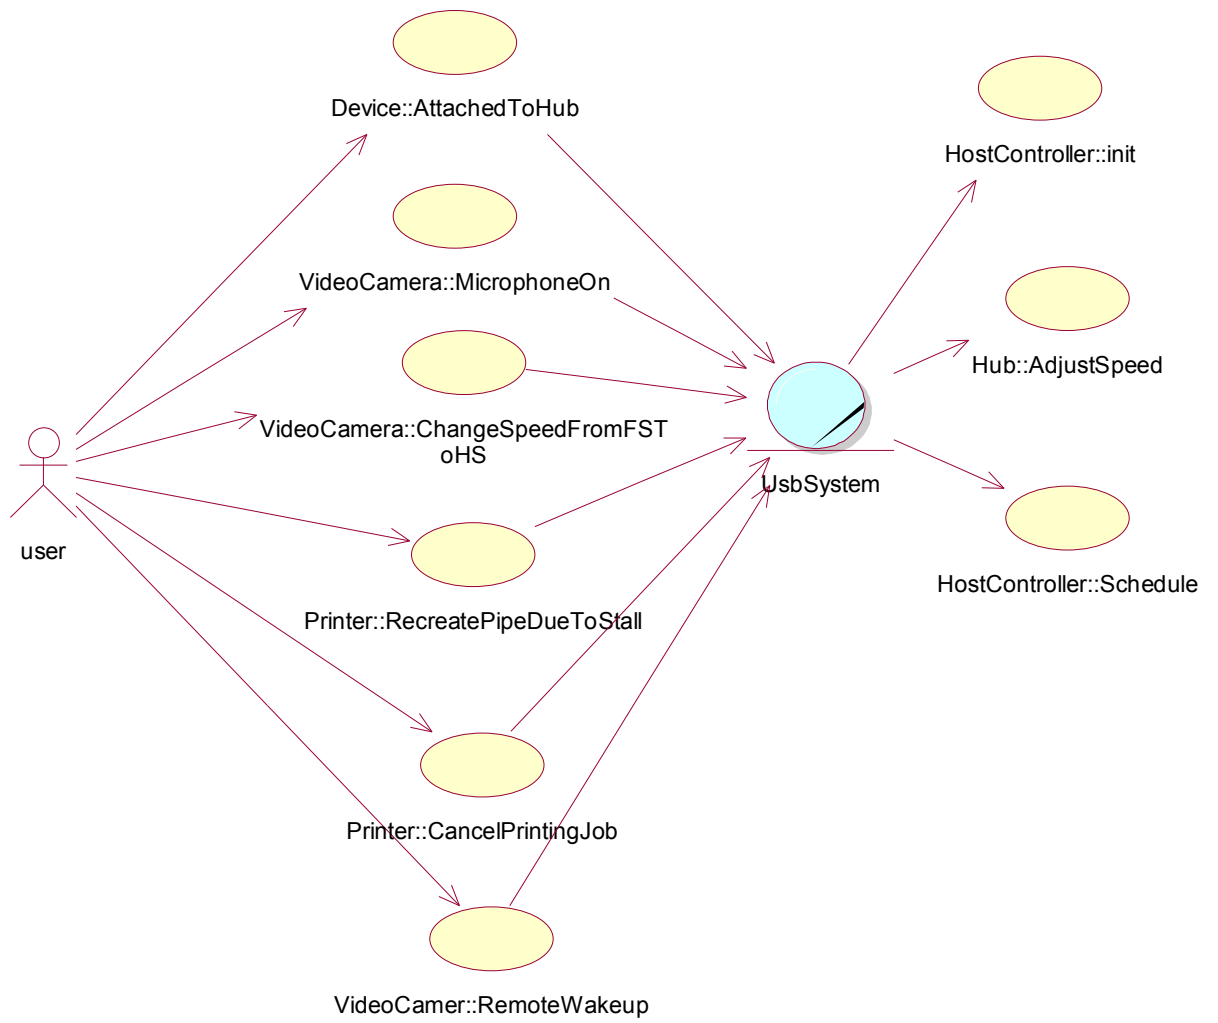 Device::AttachedToHub
HostController::init
VideoCamera::MicrophoneOn
Hub::AdjustSpeed
VideoCamera::ChangeSpeedFromFST
oHS
UsbSystem
user
HostController::Schedule
Printer::RecreatePipeDueToStall
Printer::CancelPrintingJob
VideoCamer::RemoteWakeup